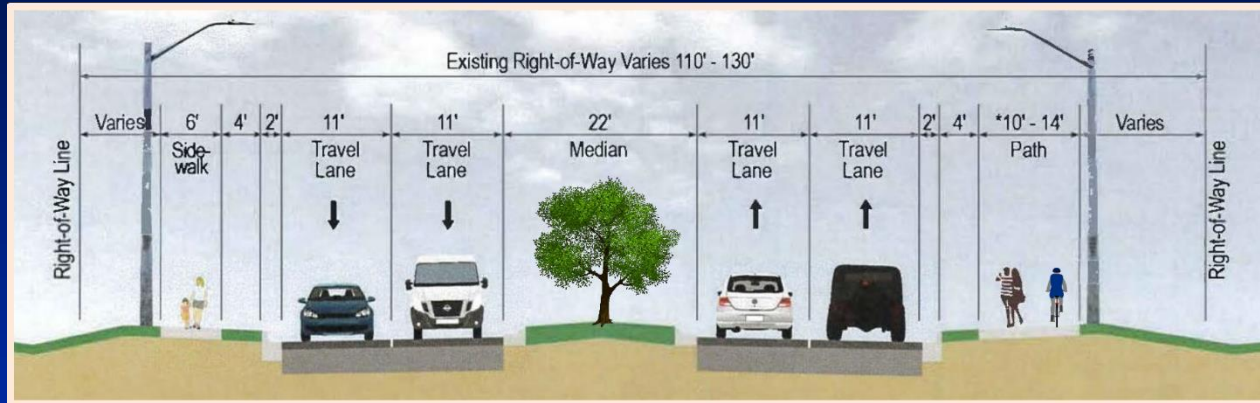 Existing Right-of-Way Varies 110' - 130'
Varies 6' 4' 2' 11' 11' 22' 11' 11' 2' 4' *10' - 14' Varies
Side-
walk
Travel
Lane
Travel
Lane
Median
Travel
Lane
Travel
Lane
Path
Right-of-Way Line
Right-of-Way Line